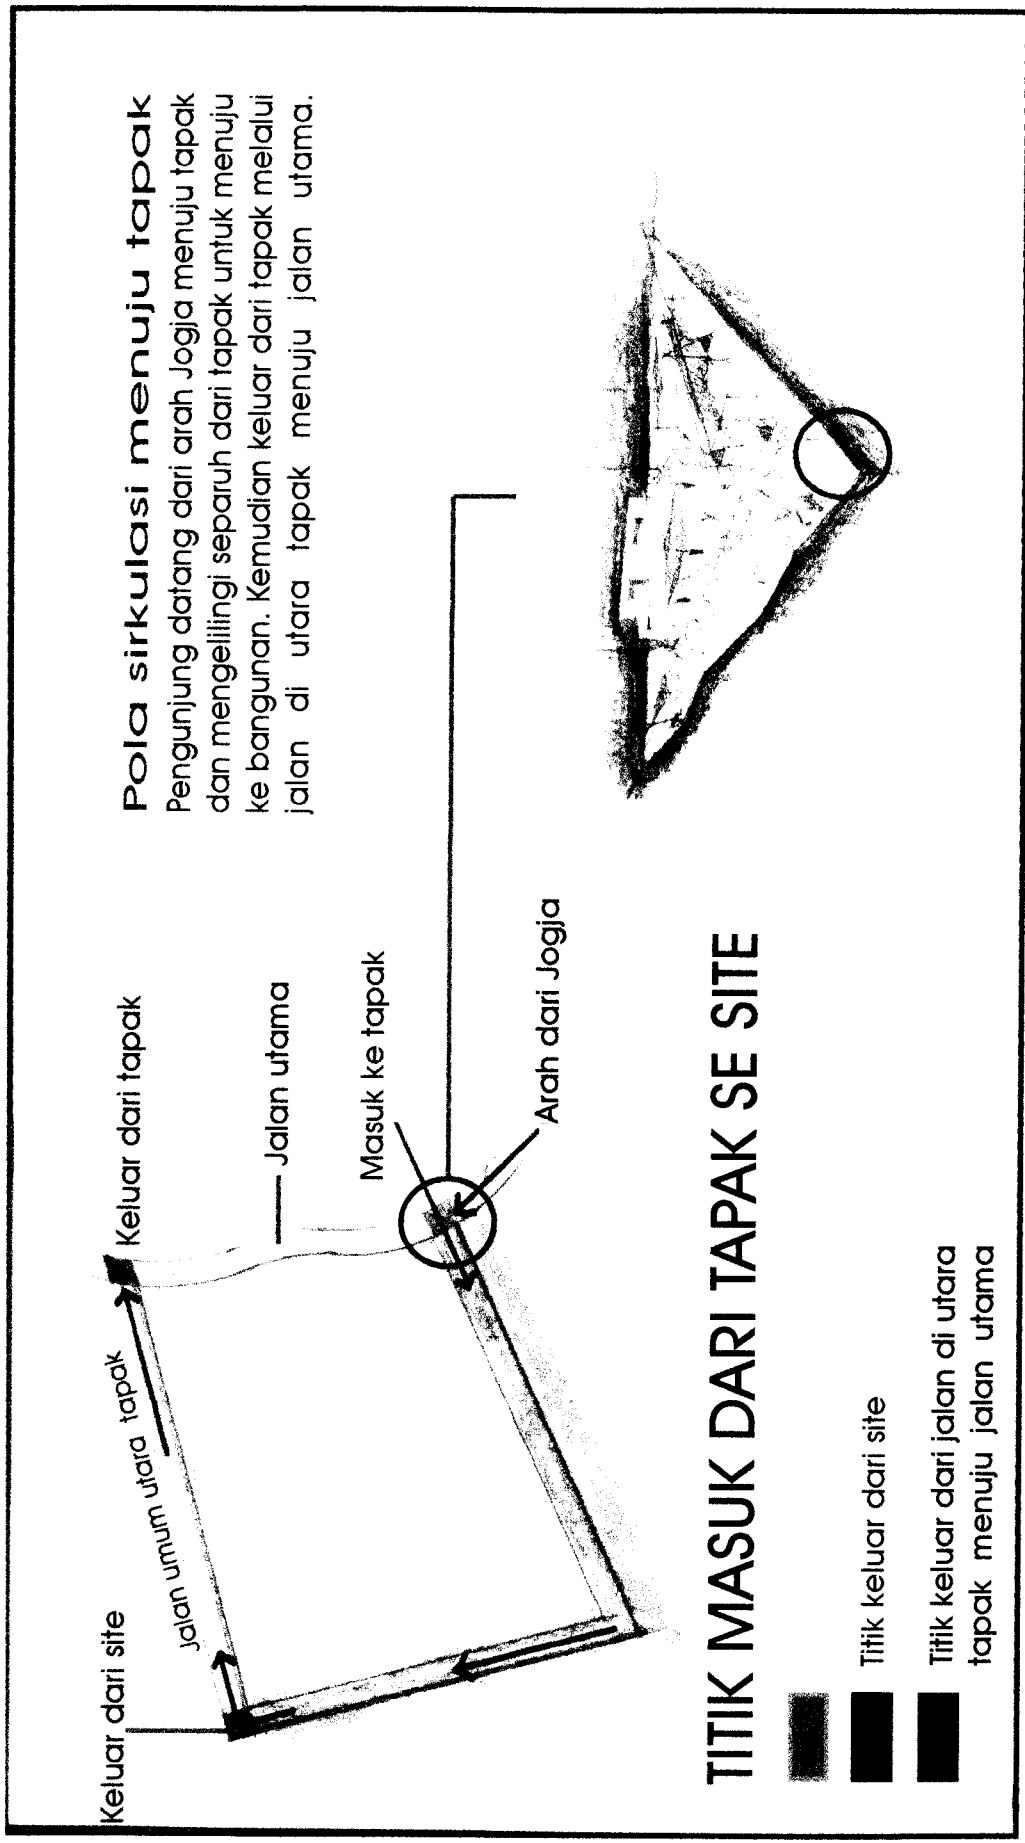 Keluar dari site
jalan umum utara tapak
Keluar dari tapak
Jalan utama
Masuk ke tapak
Arah dari Jogja
Pola sirkulasi menuju tapak
Pengunjung datang dari arah Jogja menuju tapak
dan mengelilingi separuh dari tapak untuk menuju
ke bangunan. Kemudian keluar dari tapak melalui
jalan di utara tapak menuju jalan utama.
TITIK MASUK DARI TAPAK SE SITE
Titik keluar dari site
Titik keluar dari jalan di utara
tapak menuju jalan utama